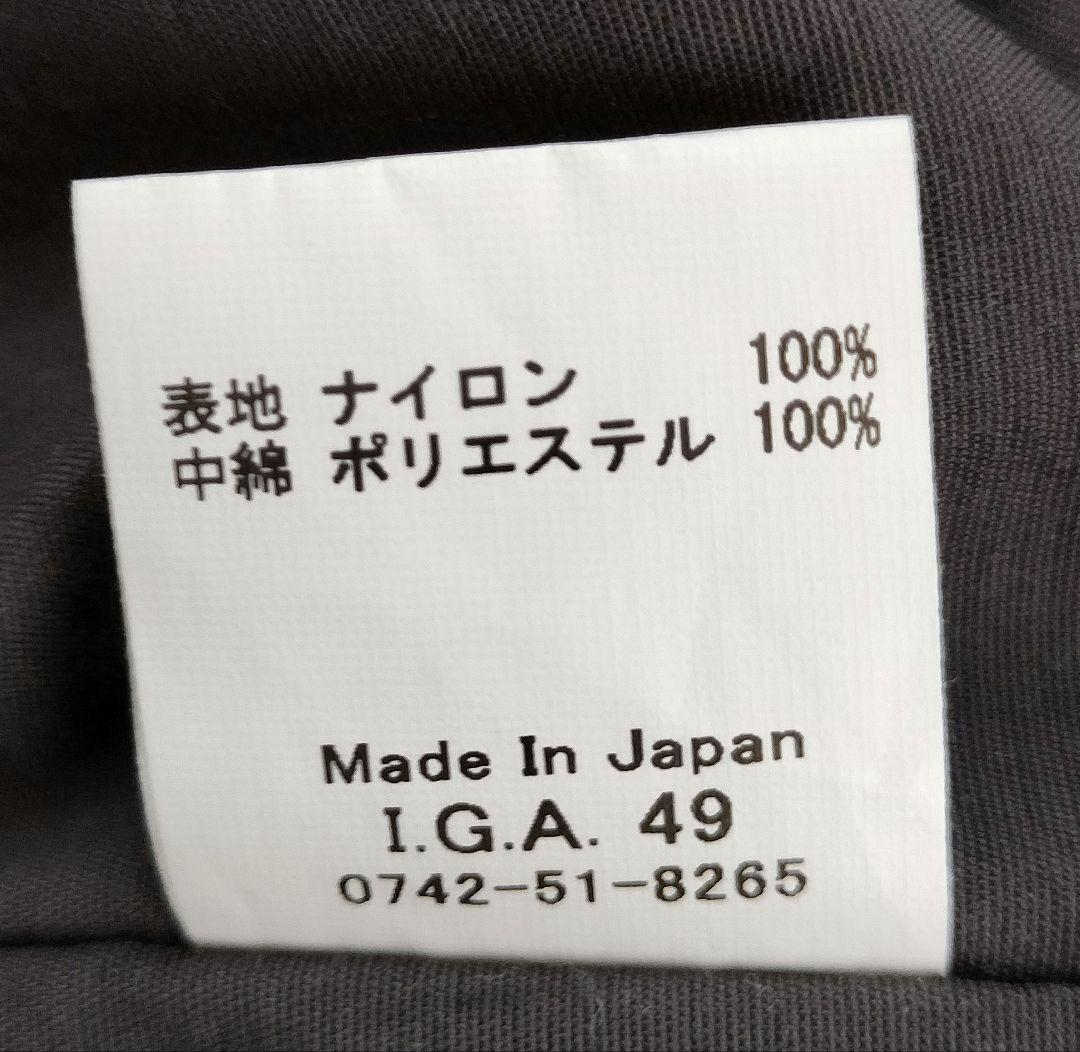 表地 ナイロン 100%
中綿 ポリエステル 100%
Made In Japan
I.G.A. 49
0742-51-8265